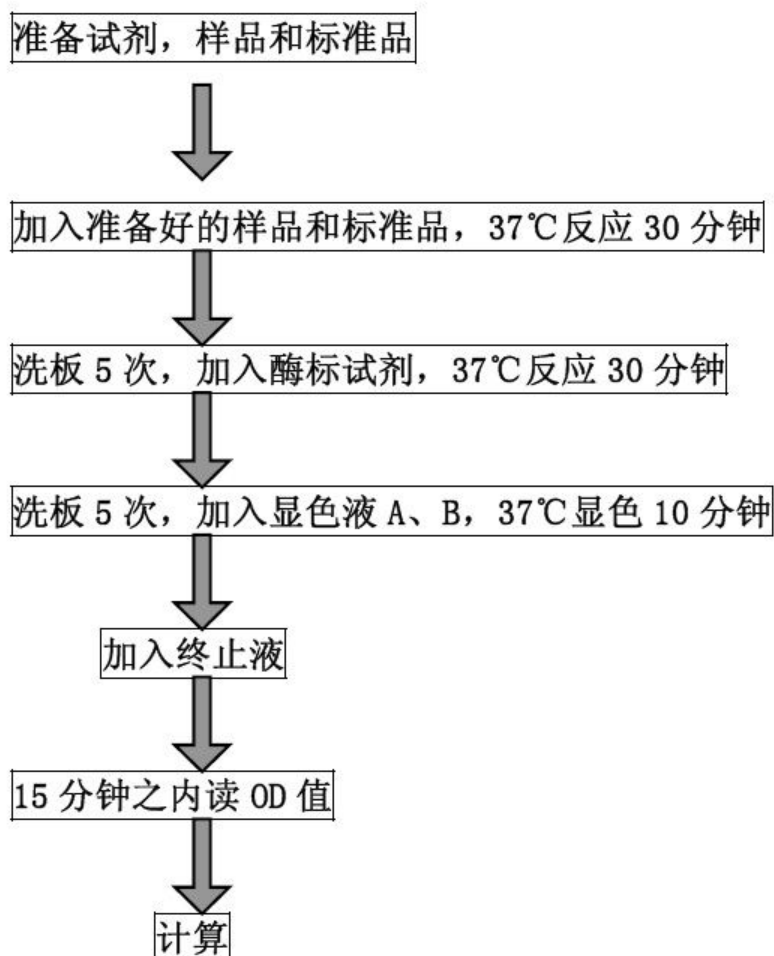 准备试剂，样品和标准品
加入准备好的样品和标准品，37℃反应 30 分钟
洗板 5 次，加入酶标试剂，37℃反应 30 分钟
洗板 5 次，加入显色液 A、B，37℃显色 10 分钟
加入终止液
15 分钟之内读 OD 值
计算